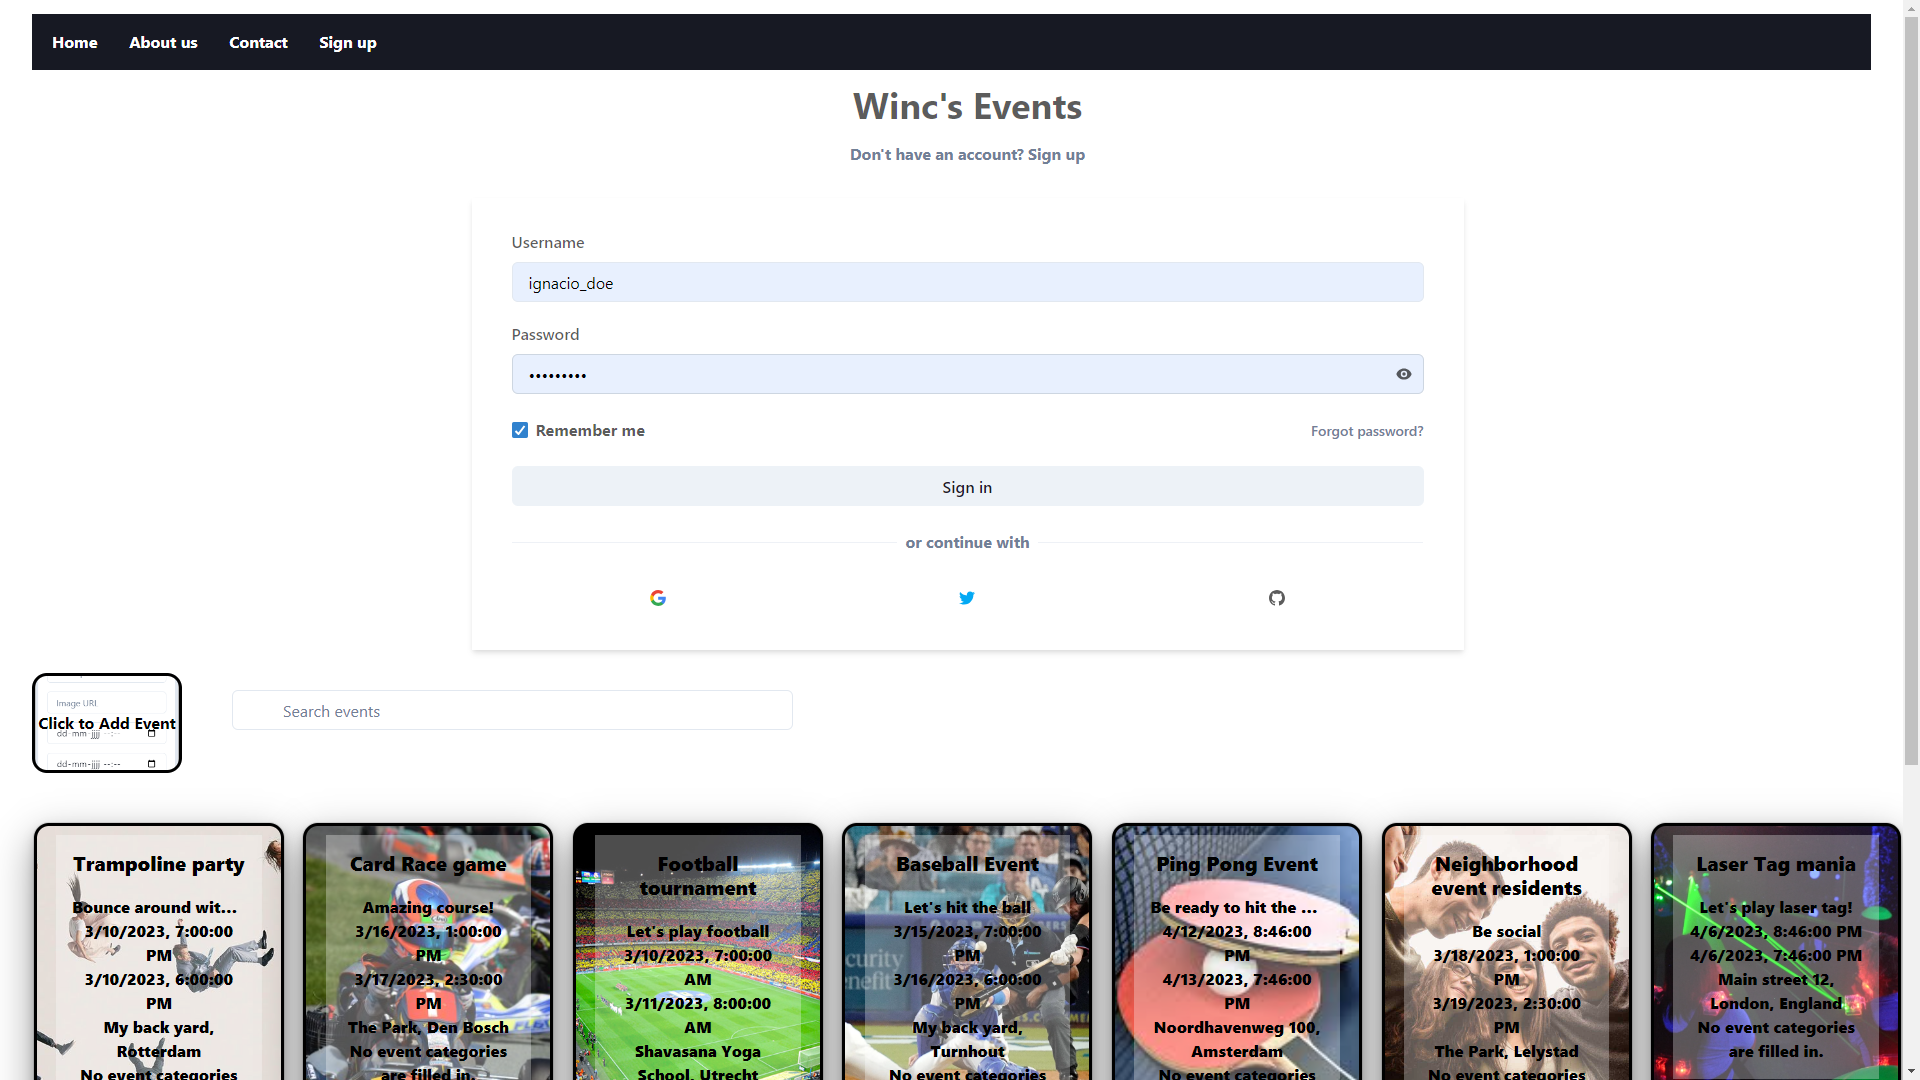 Home About us Contact Sign up
Winc's Events
Don't have an account? Sign up
Username
ignacio_doe
Password
•••••••••
Remember me Forgot password?
Sign in
or continue with
Image URL
Click to Add Event
dd-mm-jjjj --:--
dd-mm-jjjj --:--
Search events
Trampoline party
Bounce around wit...
3/10/2023, 7:00:00
PM
3/10/2023, 6:00:00
PM
My back yard,
Rotterdam
No event categories
Card Race game
Amazing course!
3/16/2023, 1:00:00
PM
3/17/2023, 2:30:00
PM
The Park, Den Bosch
No event categories
are filled in.
Football
tournament
Let's play football
3/10/2023, 7:00:00
AM
3/11/2023, 8:00:00
AM
Shavasana Yoga
School, Utrecht
Baseball Event
Let's hit the ball
3/15/2023, 7:00:00
PM
3/16/2023, 6:00:00
PM
My back yard,
Turnhout
No event categories
Ping Pong Event
Be ready to hit the ...
4/12/2023, 8:46:00
PM
4/13/2023, 7:46:00
PM
Noordhavenweg 100,
Amsterdam
No event categories
Neighborhood
event residents
Be social
3/18/2023, 1:00:00
PM
3/19/2023, 2:30:00
PM
The Park, Lelystad
No event categories
Laser Tag mania
Let's play laser tag!
4/6/2023, 8:46:00 PM
4/6/2023, 7:46:00 PM
Main street 12,
London, England
No event categories
are filled in.